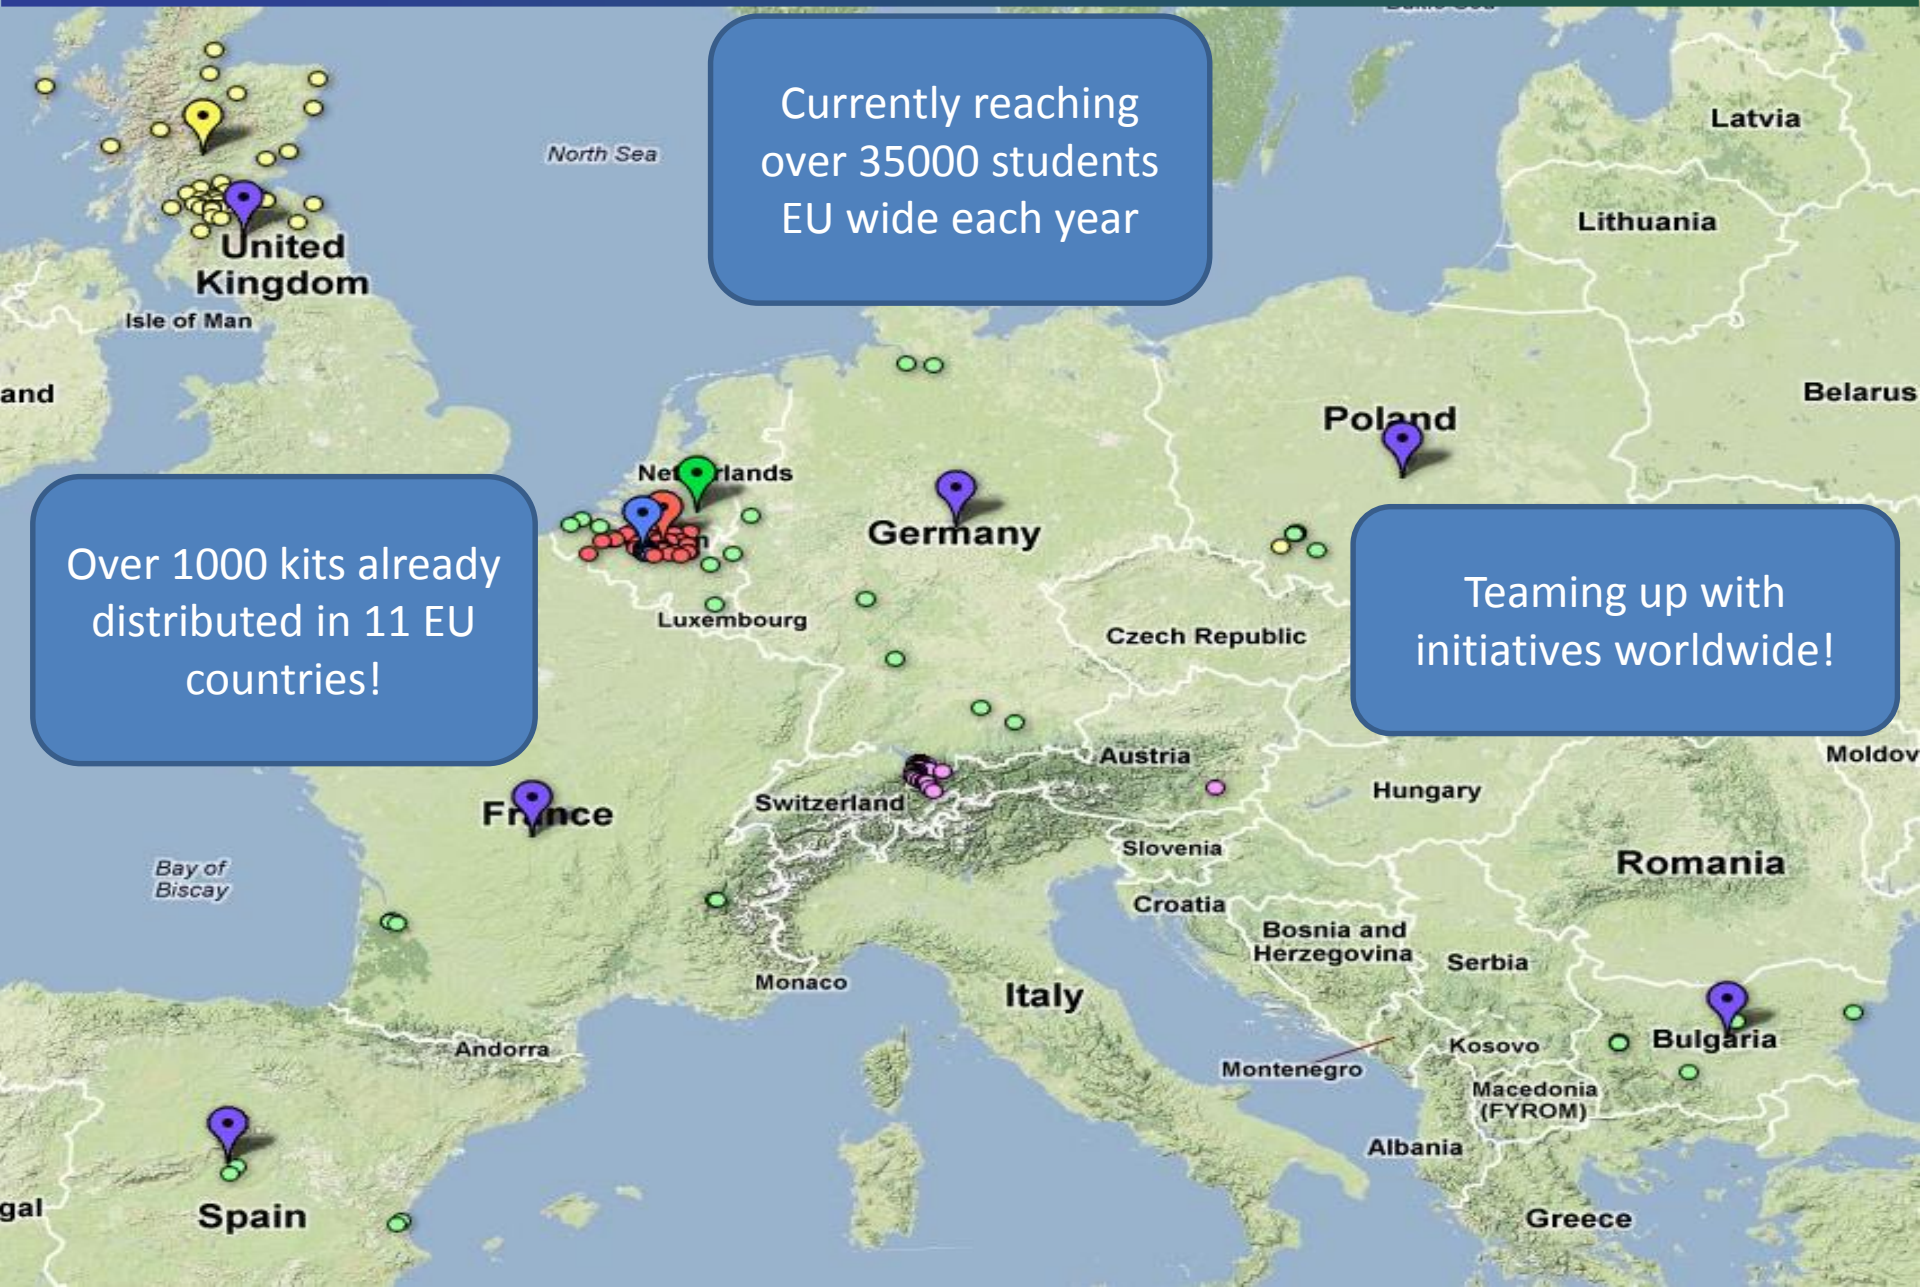 Currently reaching
over 35000 students
EU wide each year
Latvia
North Sea
Lithuania
United
Kingdom
Isle of Man
and
Belarus
Poland
Germany
Over 1000 kits already
distributed in 11 EU
countries!
Teaming up with
initiatives worldwide!
Luxembourg
Czech Republic
Austria
Moldov
Switzerland
Hungary
France
Slovenia
Romania
Bay of
Biscay
Croatia
Bosnia and
Herzegovina
Serbia
Monaco
Italy
Andorra
Kosovo
Bulgaria
Montenegro
Macedonia
(FYROM)
Albania
gal
Spain
Greece